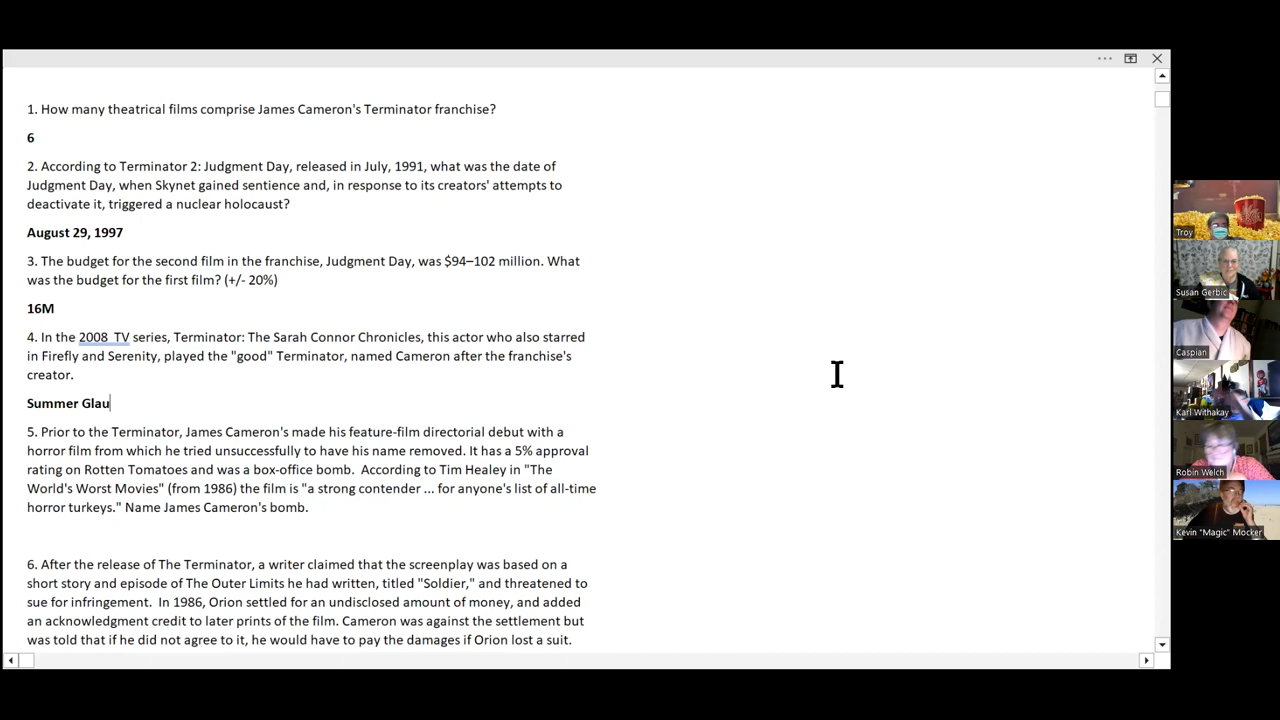 1. How many theatrical films comprise James Cameron's Terminator franchise?
6
2. According to Terminator 2: Judgment Day, released in July, 1991, what was the date of
Judgment Day, when Skynet gained sentience and, in response to its creators' attempts to
deactivate it, triggered a nuclear holocaust?
August 29, 1997
3. The budget for the second film in the franchise, Judgment Day, was $94–102 million. What
was the budget for the first film? (+/- 20%)
16M
4. In the 2008  TV series, Terminator: The Sarah Connor Chronicles, this actor who also starred
in Firefly and Serenity, played the "good" Terminator, named Cameron after the franchise's
creator.
Summer Glau
5. Prior to the Terminator, James Cameron's made his feature-film directorial debut with a
horror film from which he tried unsuccessfully to have his name removed. It has a 5% approval
rating on Rotten Tomatoes and was a box-office bomb.  According to Tim Healey in "The
World's Worst Movies" (from 1986) the film is "a strong contender ... for anyone's list of all-time
horror turkeys." Name James Cameron's bomb.
6. After the release of The Terminator, a writer claimed that the screenplay was based on a
short story and episode of The Outer Limits he had written, titled "Soldier," and threatened to
sue for infringement.  In 1986, Orion settled for an undisclosed amount of money, and added
an acknowledgment credit to later prints of the film. Cameron was against the settlement but
was told that if he did not agree to it, he would have to pay the damages if Orion lost a suit.
Troy
Susan Gerbic
Caspian
Karl Withakay
Robin Welch
Kevin "Magic" Mocker